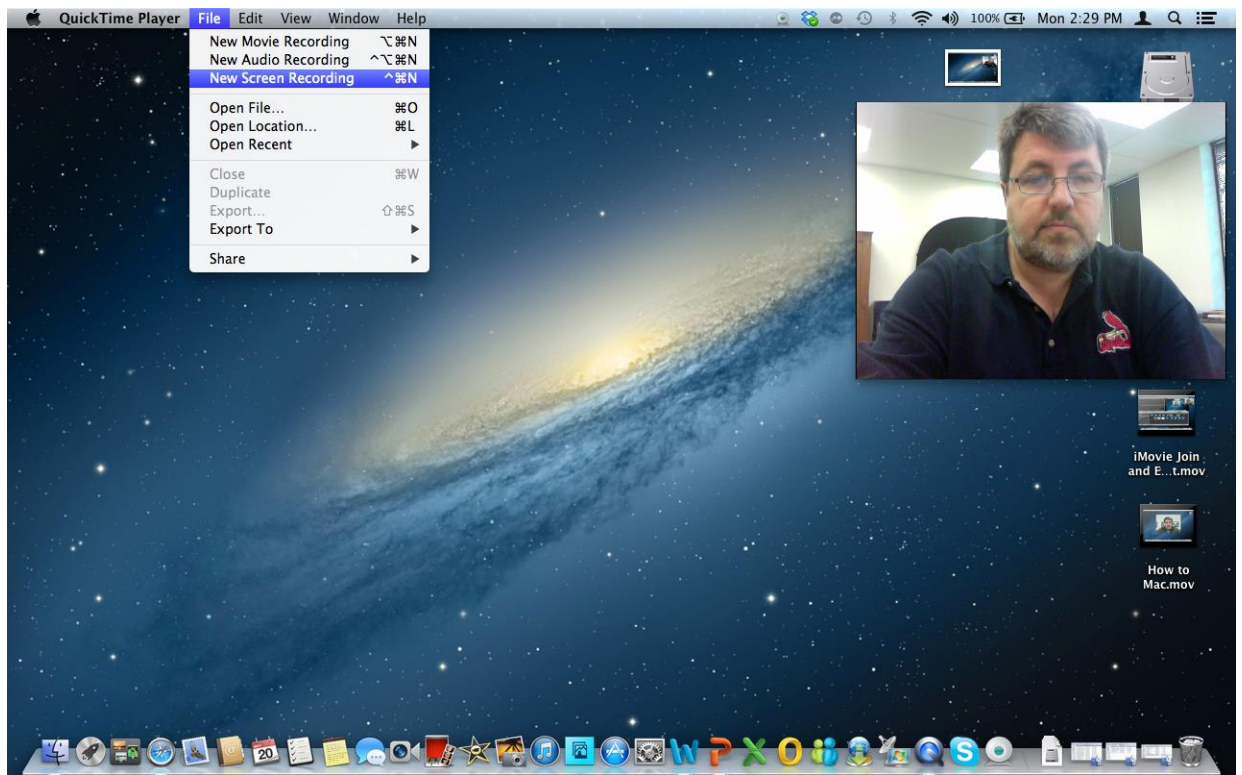 QuickTime Player File Edit View Window Help 100% Mon 2:29 PM
New Movie Recording ⌥⌘N
New Audio Recording ^⌥⌘N
New Screen Recording ^⌘N
Open File... ⌘O
Open Location... ⌘L
Open Recent ▶
Close ⌘W
Duplicate
Export... ⇧⌘S
Export To ▶
Share ▶
iMovie Join
and E...t.mov
How to
Mac.mov
20